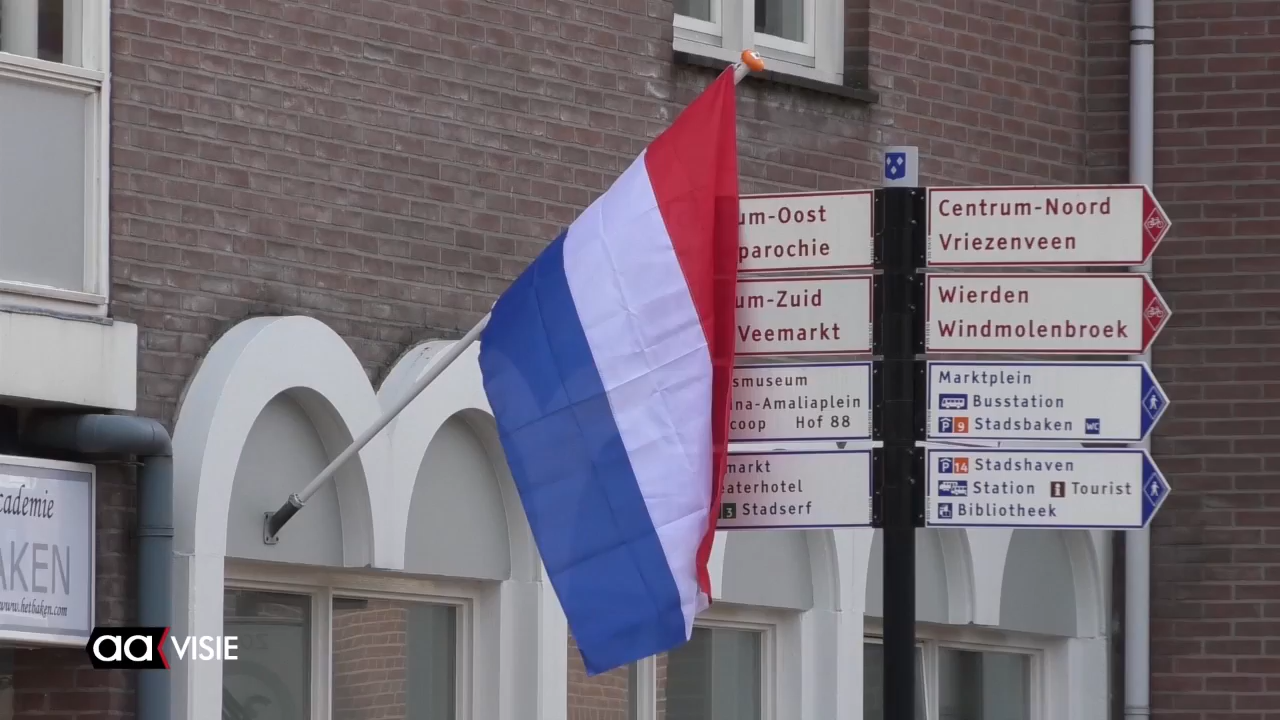 um-Oost
parochie
um-Zuid
Veemarkt
smuseum
na-Amaliaplein
coop Hof 88
markt
eaterhotel
3 Stadserf
Centrum-Noord
Vriezenveen
Wierden
Windmolenbroek
Marktplein
Busstation
P 9 Stadsbaken WC
P 14 Stadshaven
Station i Tourist
Bibliotheek
cademie
AKEN
www.hetbaken.com
aa VISIE